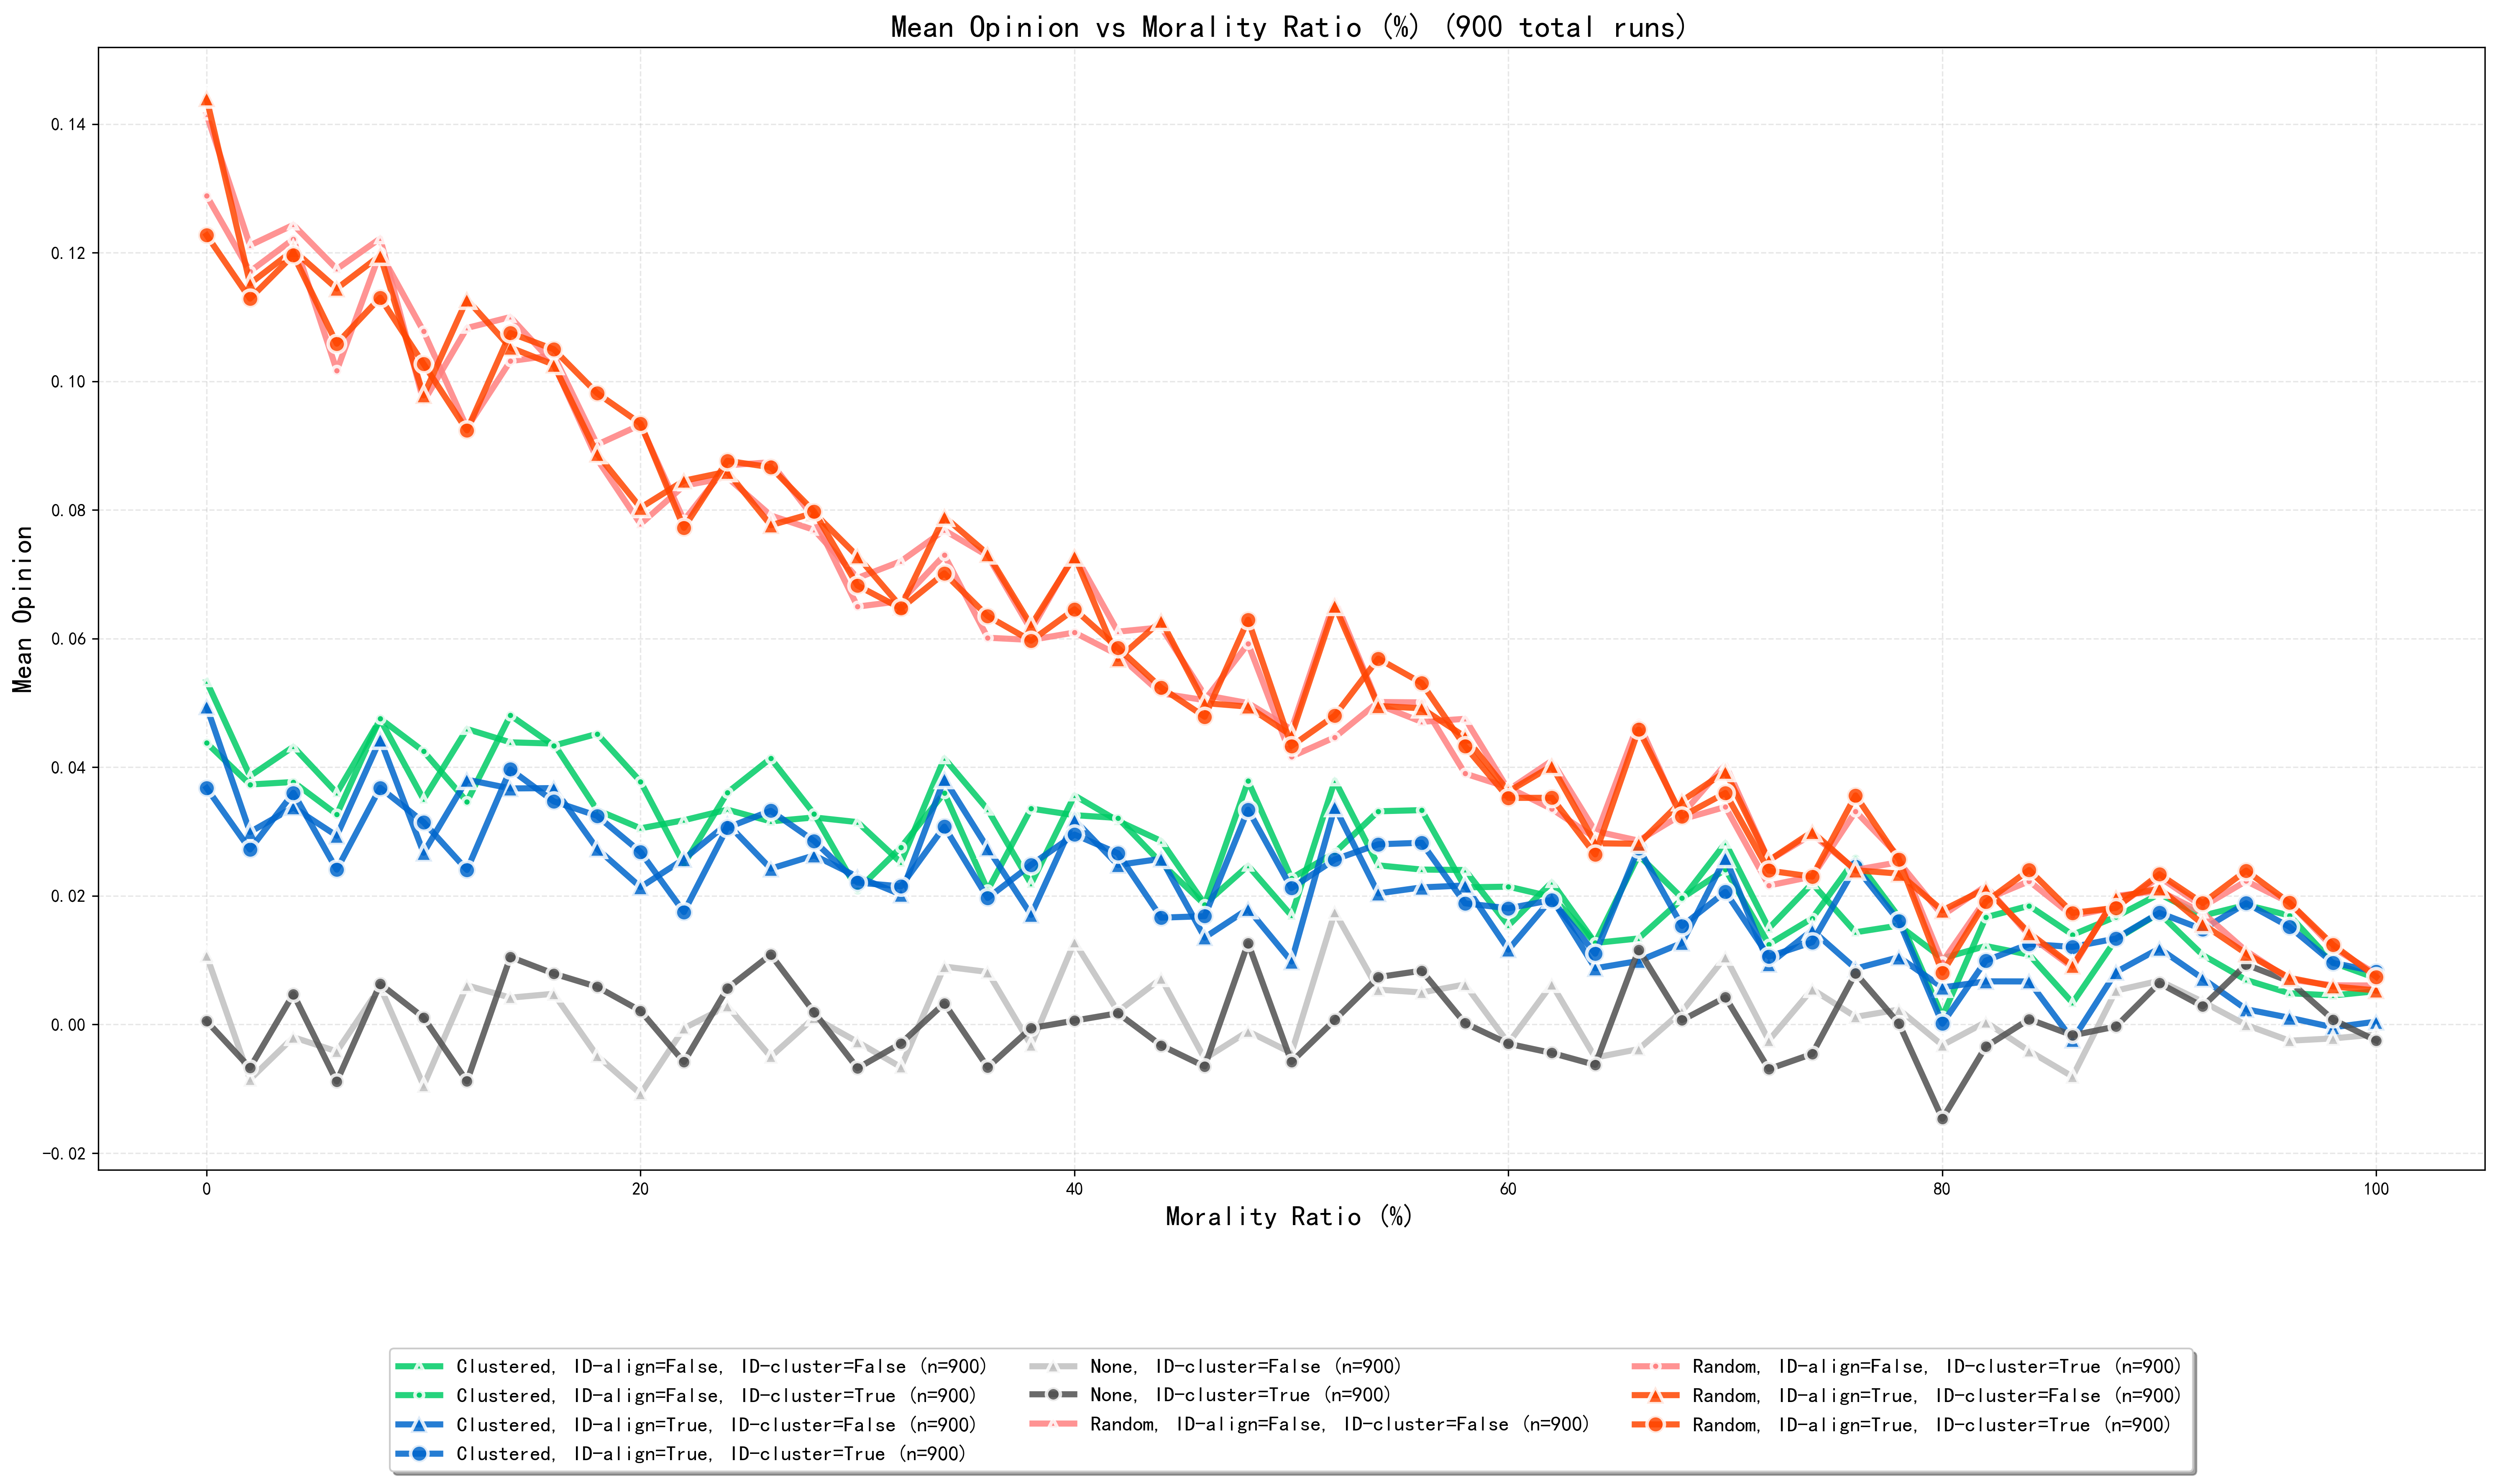 Mean Opinion vs Morality Ratio (%) (900 total runs)
Mean Opinion
0.14
0.12
0.10
0.08
0.06
0.04
0.02
0.00
-0.02
0 20 40 60 80 100
Morality Ratio (%)
Clustered, ID-align=False, ID-cluster=False (n=900)
Clustered, ID-align=False, ID-cluster=True (n=900)
Clustered, ID-align=True, ID-cluster=False (n=900)
Clustered, ID-align=True, ID-cluster=True (n=900)
None, ID-cluster=False (n=900)
None, ID-cluster=True (n=900)
Random, ID-align=False, ID-cluster=False (n=900)
Random, ID-align=False, ID-cluster=True (n=900)
Random, ID-align=True, ID-cluster=False (n=900)
Random, ID-align=True, ID-cluster=True (n=900)